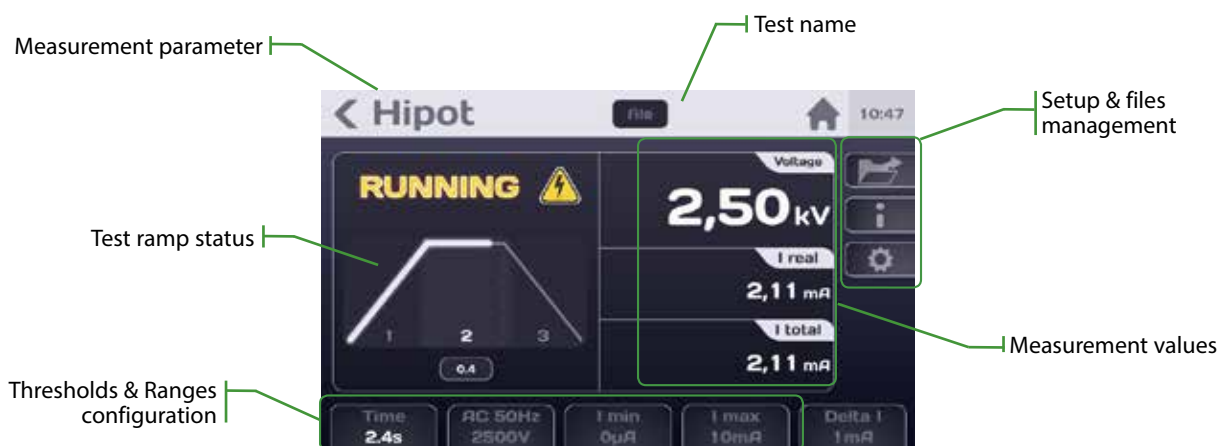 Test name
Measurement parameter
Setup & files
management
Hipot
File
10:47
RUNNING
Voltage
2,50 kV
Test ramp status
I real
2,11 mA
1
2
3
0.4
I total
2,11 mA
Measurement values
Thresholds & Ranges
configuration
Time
2.4s
AC 50Hz
2500V
I min
0µA
I max
10mA
Delta I
1mA